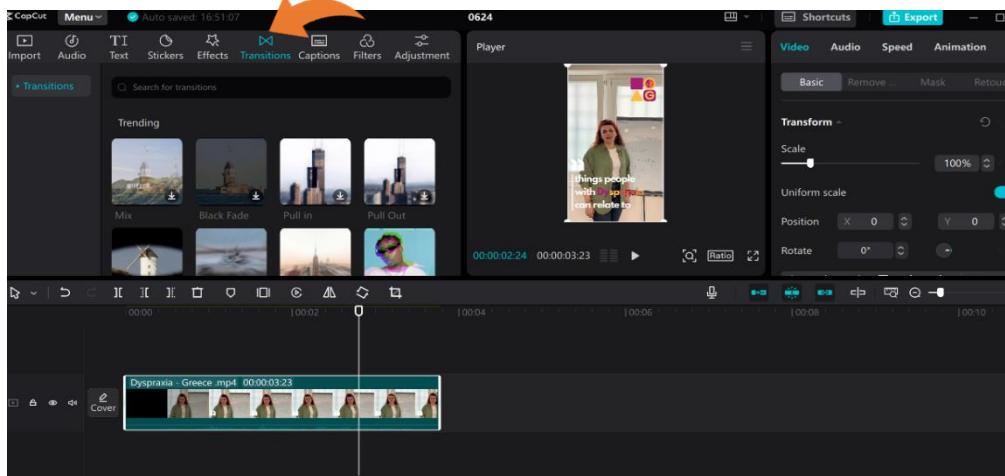 CapCut Menu Auto saved: 16:51:07 0624 Shortcuts Export
Import Audio Text Stickers Effects Transitions Captions Filters Adjustment
Player
Video Audio Speed Animation
Transitions
Search for transitions
Basic Remove ... Mask Retouc
Trending
Transform
Scale
100%
Uniform scale
Mix Black Fade Pull in Pull Out
things people
with
can relate to
Position X 0 Y 0
Rotate 0°
00:00:02:24 00:00:03:23 Ratio
00:00 00:02 00:04 00:06 00:08 00:10
Dyspraxia - Greece .mp4 00:00:03:23
Cover